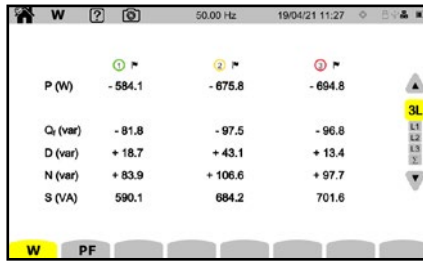 W ? 50.00 Hz 19/04/21 11:27
1 2 3
P (W) - 584.1 - 675.8 - 694.8
3L
L1
L2
L3
Σ
Qf (var) - 81.8 - 97.5 - 96.8
D (var) + 18.7 + 43.1 + 13.4
N (var) + 83.9 + 106.6 + 97.7
S (VA) 590.1 684.2 701.6
W PF